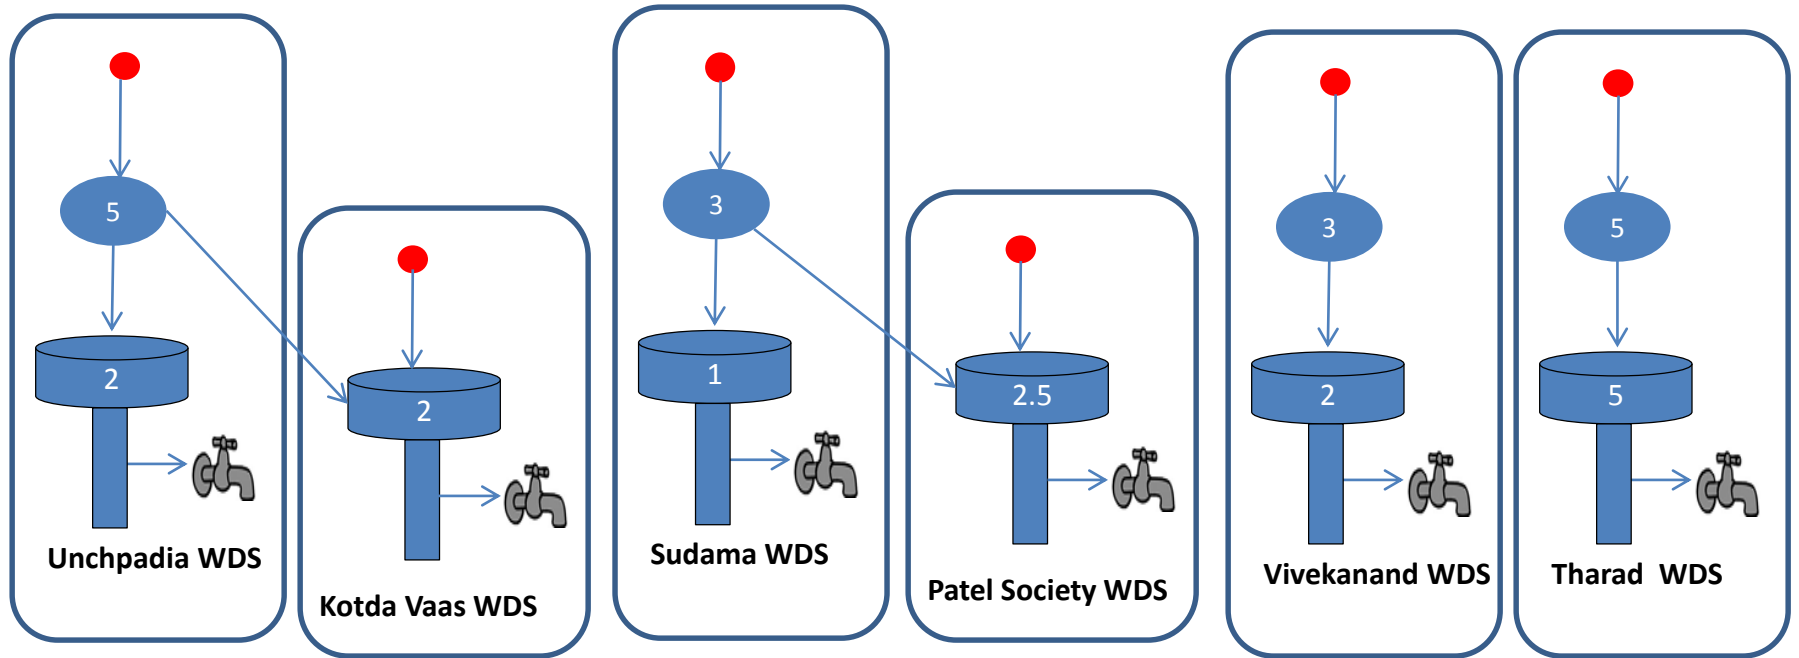 5
2
Unchpadia WDS
2
Kotda Vaas WDS
3
1
Sudama WDS
2.5
Patel Society WDS
3
2
Vivekanand WDS
5
5
Tharad WDS